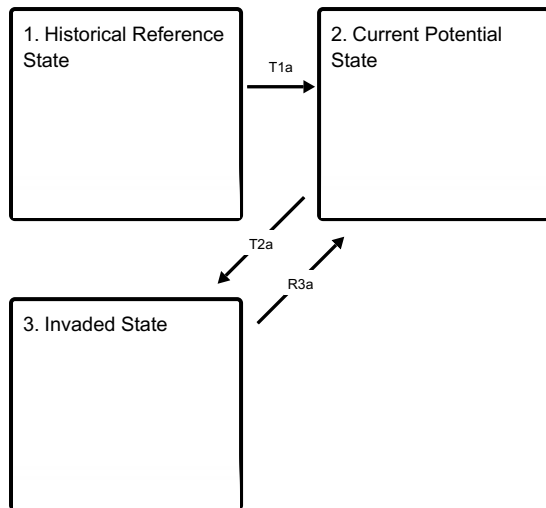 1. Historical Reference
State
T1a
2. Current Potential
State
T2a
R3a
3. Invaded State